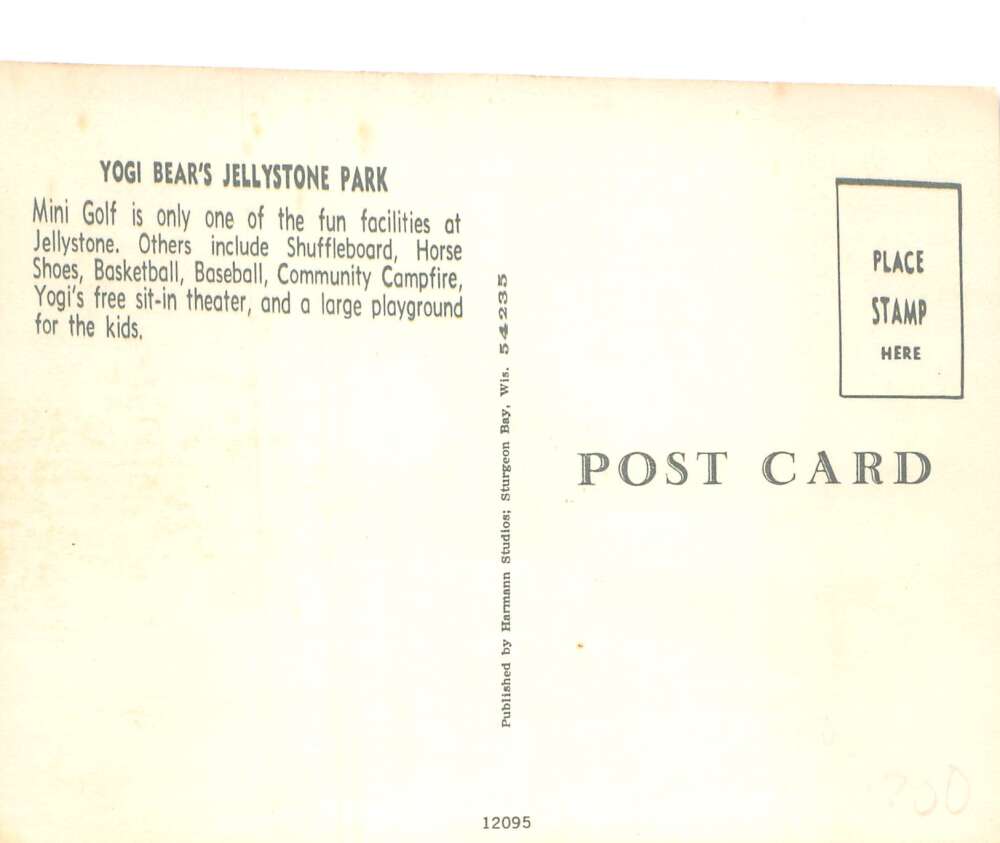 YOGI BEAR'S JELLYSTONE PARK
Mini Golf is only one of the fun facilities at
Jellystone. Others include Shuffleboard, Horse
Shoes, Basketball, Baseball, Community Campfire,
Yogi's free sit-in theater, and a large playground
for the kids.
Published by Harmann Studios; Sturgeon Bay, Wis. 54235
PLACE
STAMP
HERE
POST CARD
12095